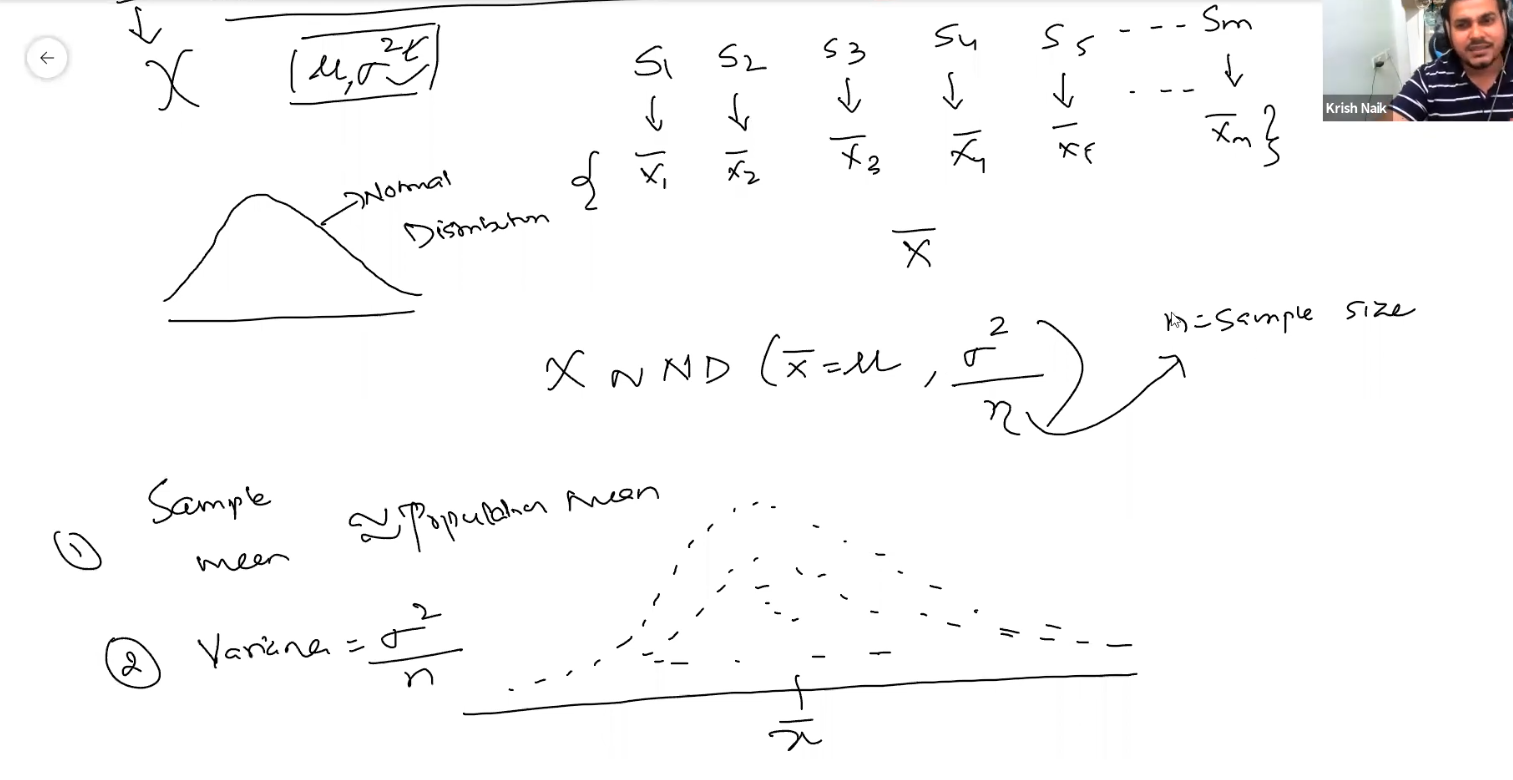 S1 S2 S3 S4 S5 ---- Sm
X (μ, σ²)
{ x̄1 x̄2 x̄3 x̄4 x̄5 --- x̄m }
Krish Naik
Normal
x̄
n = Sample size
X ~ ND (x̄ = μ, σ²/n)
Sample
① mean ≈ Population mean
② Variance = σ²/n
x̄